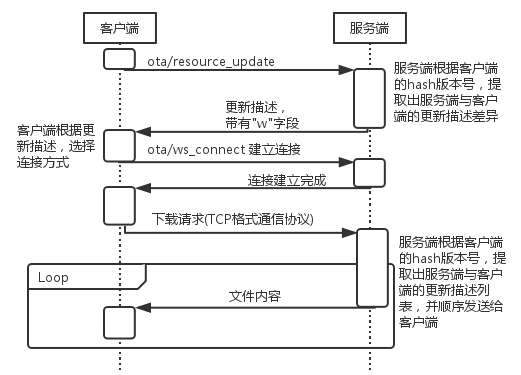 客户端
服务端
ota/resource_update
服务端根据客户端
的hash版本号，提
取出服务端与客户
端的更新描述差异
更新描述，
带有"w"字段
客户端根据更
新描述，选择
连接方式
ota/ws_connect 建立连接
连接建立完成
下载请求(TCP格式通信协议)
服务端根据客户端
的hash版本号，提
取出服务端与客户
端的更新描述列
表，并顺序发送给
客户端
Loop
文件内容